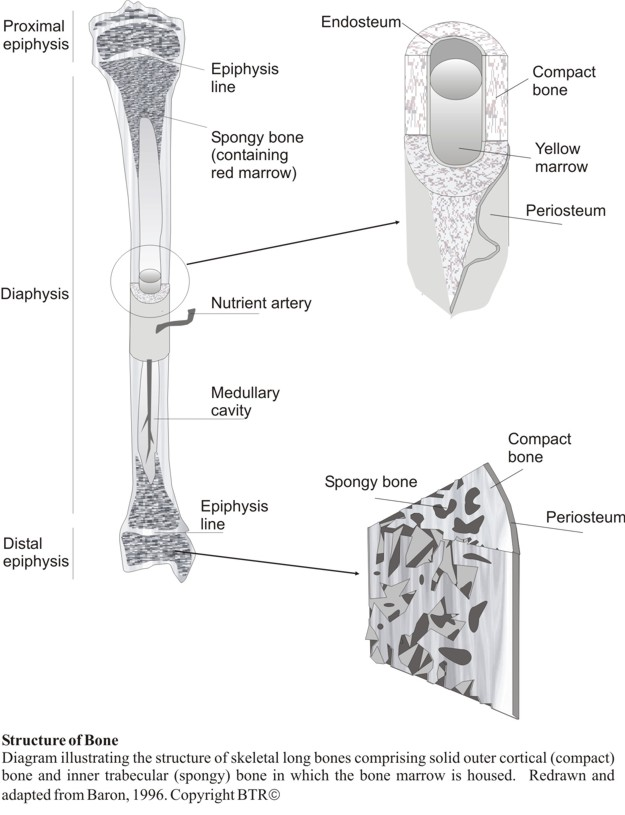 Proximal
epiphysis
Epiphysis
line
Spongy bone
(containing
red marrow)
Diaphysis
Nutrient artery
Medullary
cavity
Epiphysis
line
Distal
epiphysis
Endosteum
Compact
bone
Yellow
marrow
Periosteum
Compact
bone
Spongy bone
Periosteum
Structure of Bone
Diagram illustrating the structure of skeletal long bones comprising solid outer cortical (compact)
bone and inner trabecular (spongy) bone in which the bone marrow is housed. Redrawn and
adapted from Baron, 1996. Copyright BTR©